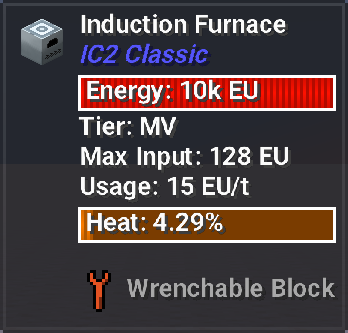 Induction Furnace
IC2 Classic
Energy: 10k EU
Tier: MV
Max Input: 128 EU
Usage: 15 EU/t
Heat: 4.29%
Wrenchable Block